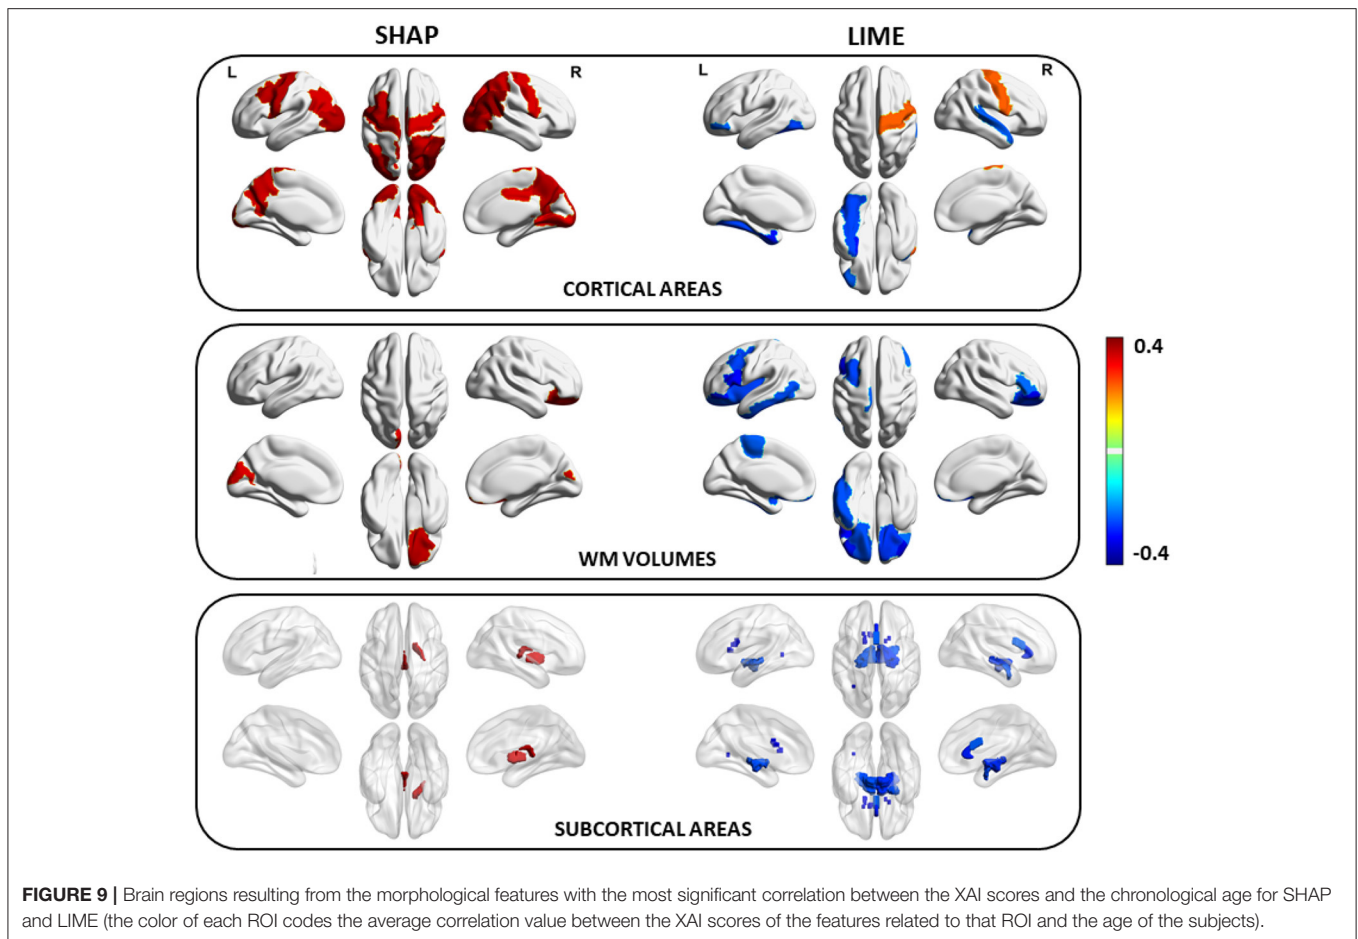 SHAP
LIME
L
R
L
R
CORTICAL AREAS
WM VOLUMES
0.4
-0.4
SUBCORTICAL AREAS
FIGURE 9 | Brain regions resulting from the morphological features with the most significant correlation between the XAI scores and the chronological age for SHAP
and LIME (the color of each ROI codes the average correlation value between the XAI scores of the features related to that ROI and the age of the subjects).